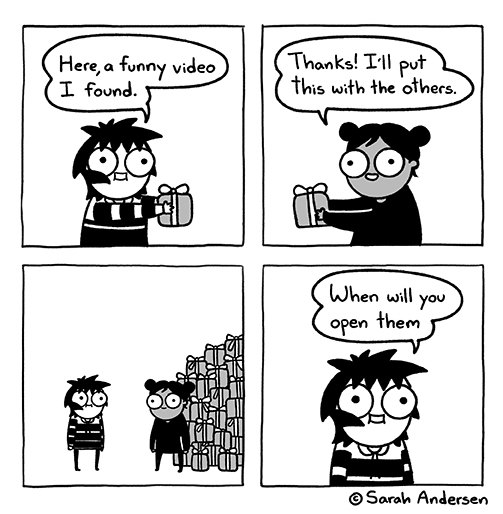 Here, a funny video
I found.
Thanks! I'll put
this with the others.
When will you
open them
© Sarah Andersen